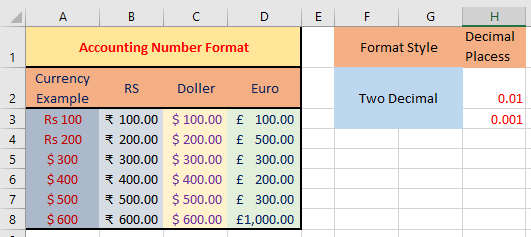 A B C D E F G H
1 Accounting Number Format Format Style Decimal
Placess
2 Currency
Example RS Doller Euro Two Decimal 0.01
3 Rs 100 ₹ 100.00 $ 100.00 £ 100.00 0.001
4 Rs 200 ₹ 200.00 $ 200.00 £ 500.00
5 $ 300 ₹ 300.00 $ 300.00 £ 300.00
6 $ 400 ₹ 400.00 $ 400.00 £ 200.00
7 $ 500 ₹ 500.00 $ 500.00 £ 300.00
8 $ 600 ₹ 600.00 $ 600.00 £1,000.00